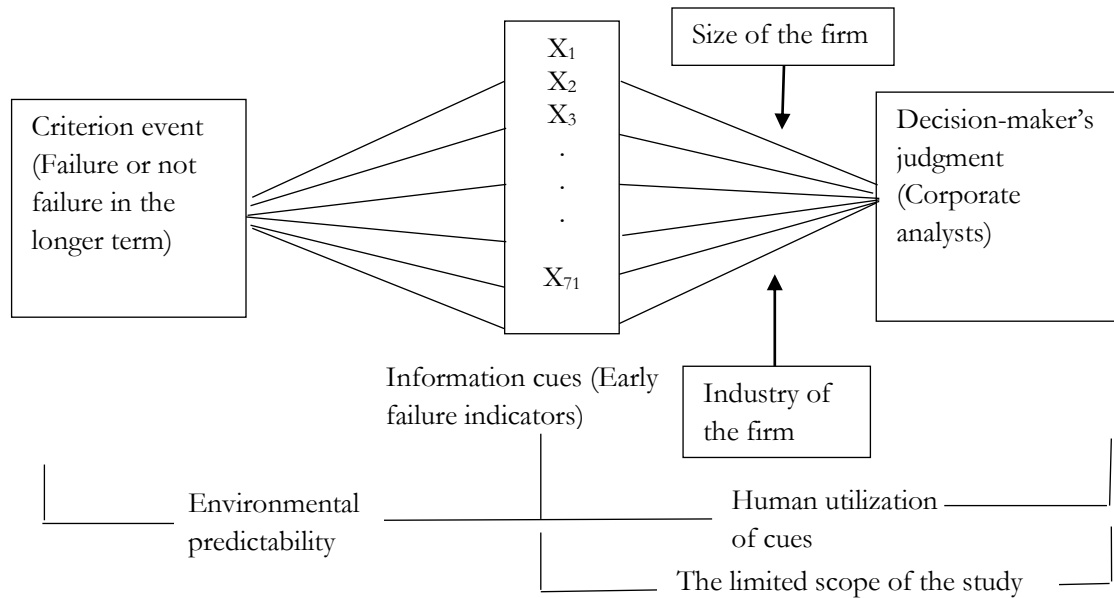 Criterion event
(Failure or not
failure in the
longer term)
X₁
X₂
X₃
.
.
.
X₇₁
Size of the firm
Decision-maker's
judgment
(Corporate
analysts)
Information cues (Early
failure indicators)
Industry of
the firm
Environmental
predictability
Human utilization
of cues
The limited scope of the study